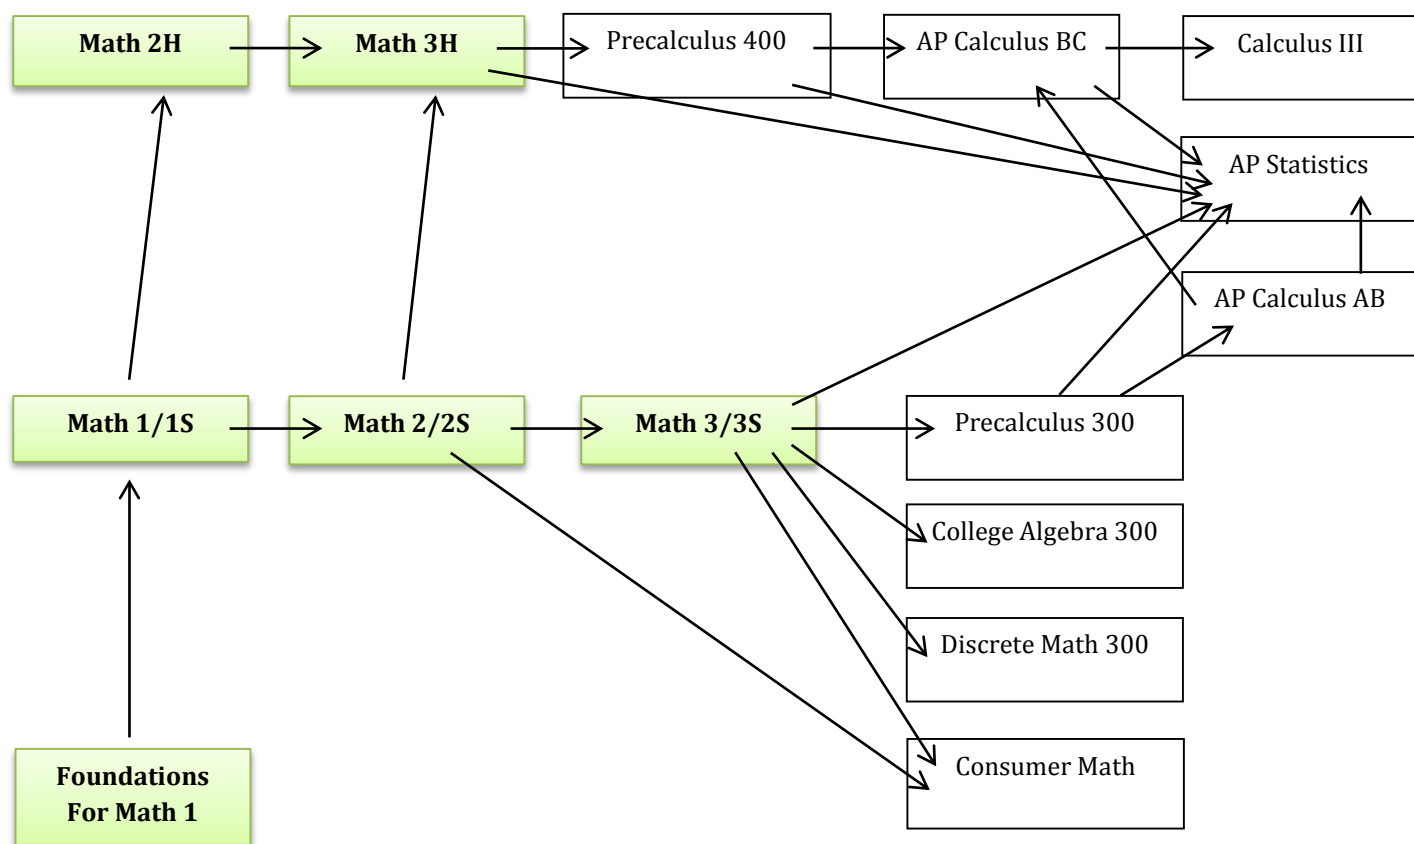 Math 2H
Math 3H
Precalculus 400
AP Calculus BC
Calculus III
AP Statistics
AP Calculus AB
Math 1/1S
Math 2/2S
Math 3/3S
Precalculus 300
College Algebra 300
Discrete Math 300
Foundations
For Math 1
Consumer Math